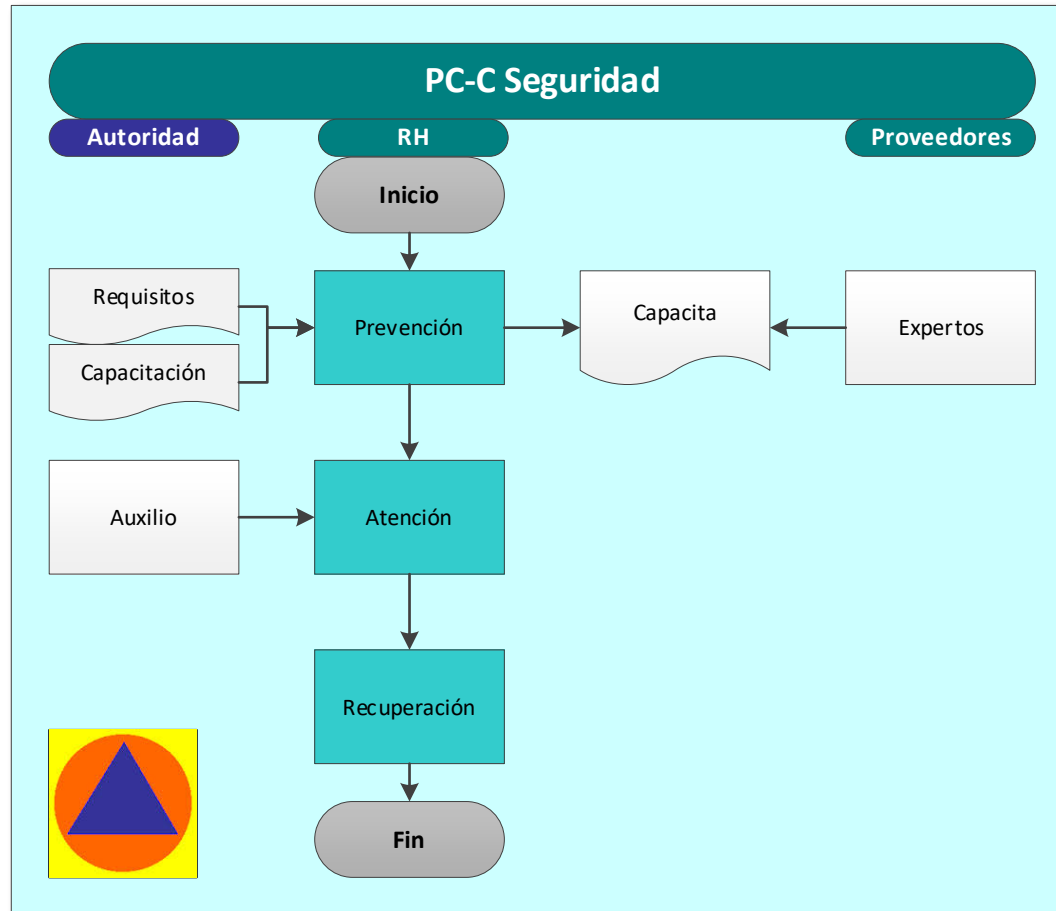 PC-C Seguridad
Autoridad
RH
Proveedores
Inicio
Requisitos
Prevención
Capacita
Expertos
Capacitación
Auxilio
Atención
Recuperación
Fin